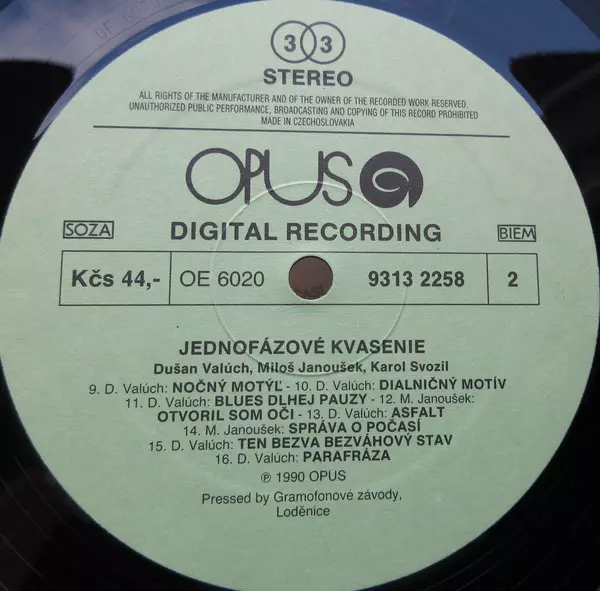 33
STEREO
ALL RIGHTS OF THE MANUFACTURER AND OF THE OWNER OF THE RECORDED WORK RESERVED.
UNAUTHORIZED PUBLIC PERFORMANCE, BROADCASTING AND COPYING OF THIS RECORD PROHIBITED
MADE IN CZECHOSLOVAKIA
OPUS
SOZA DIGITAL RECORDING BIEM
Kčs 44,- OE 6020 9313 2258 2
JEDNOFÁZOVÉ KVASENIE
Dušan Valúch, Miloš Janoušek, Karol Svozil
9. D. Valúch: NOČNÝ MOTÝĽ - 10. D. Valúch: DIALNIČNÝ MOTÍV
11. D. Valúch: BLUES DLHEJ PAUZY - 12. M. Janoušek:
OTVORIL SOM OČI - 13. D. Valúch: ASFALT
14. M. Janoušek: SPRÁVA O POČASÍ
15. D. Valúch: TEN BEZVA BEZVÁHOVÝ STAV
16. D. Valúch: PARAFRÁZA
℗ 1990 OPUS
Pressed by Gramofonové závody,
Loděnice